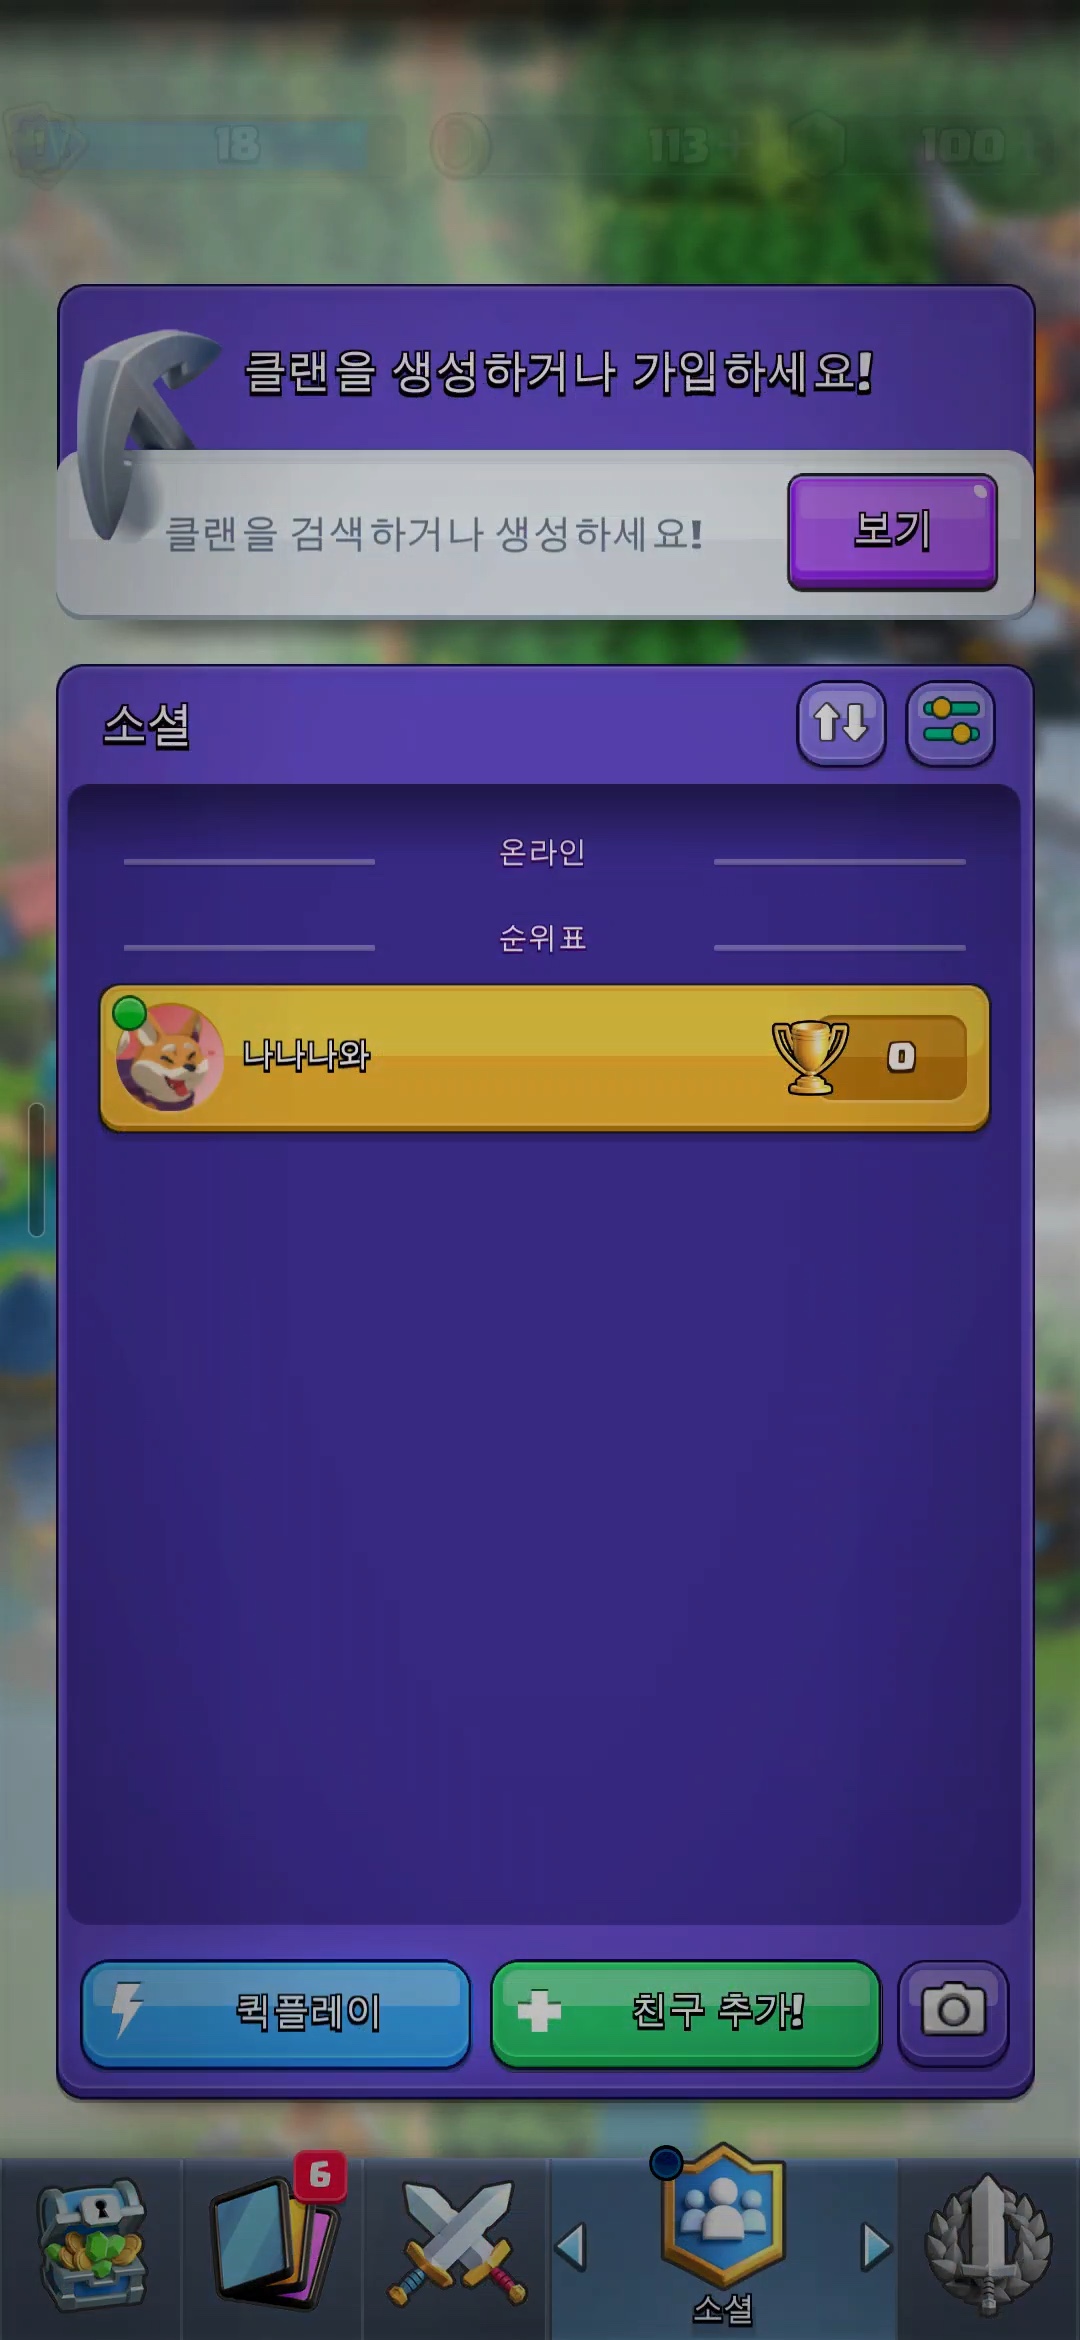 18
113+
100
클랜을 생성하거나 가입하세요!
클랜을 검색하거나 생성하세요!
보기
소셜
온라인
순위표
나나나와
0
퀵플레이
친구 추가!
6
소셜